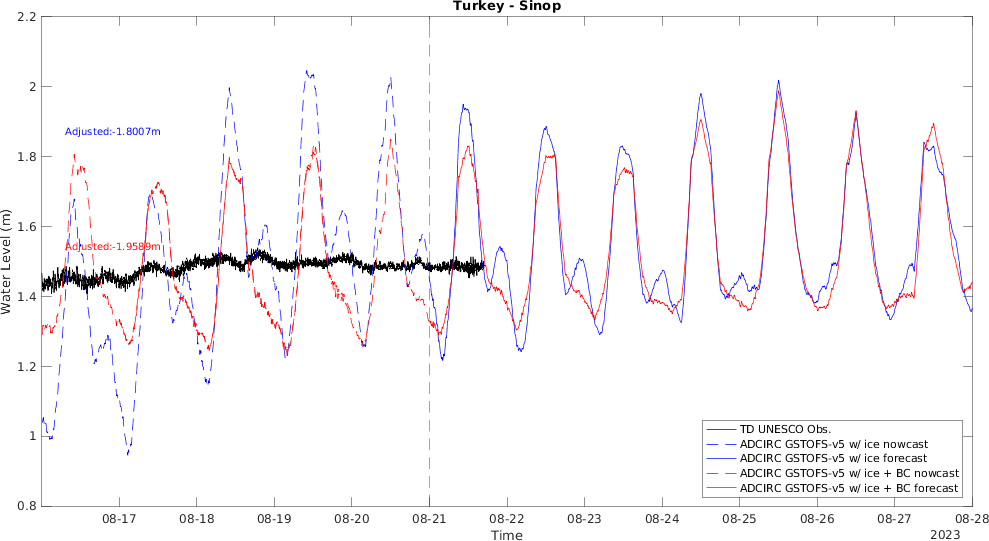 Turkey - Sinop
2.2
2
1.8
1.6
1.4
1.2
1
0.8
Water Level (m)
Adjusted:-1.8007m
Adjusted:-1.9589m
TD UNESCO Obs.
ADCIRC GSTOFS-v5 w/ ice nowcast
ADCIRC GSTOFS-v5 w/ ice forecast
ADCIRC GSTOFS-v5 w/ ice + BC nowcast
ADCIRC GSTOFS-v5 w/ ice + BC forecast
08-17 08-18 08-19 08-20 08-21 08-22 08-23 08-24 08-25 08-26 08-27 08-28
Time
2023